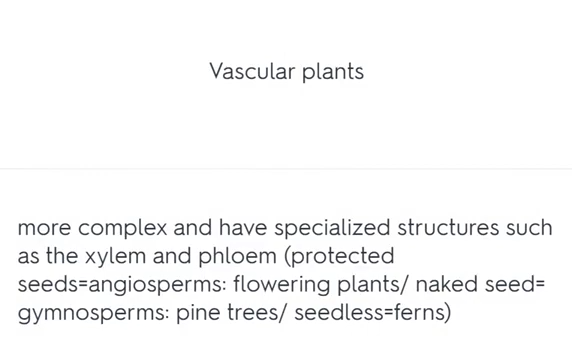 Vascular plants
more complex and have specialized structures such
as the xylem and phloem (protected
seeds=angiosperms: flowering plants/ naked seed=
gymnosperms: pine trees/ seedless=ferns)